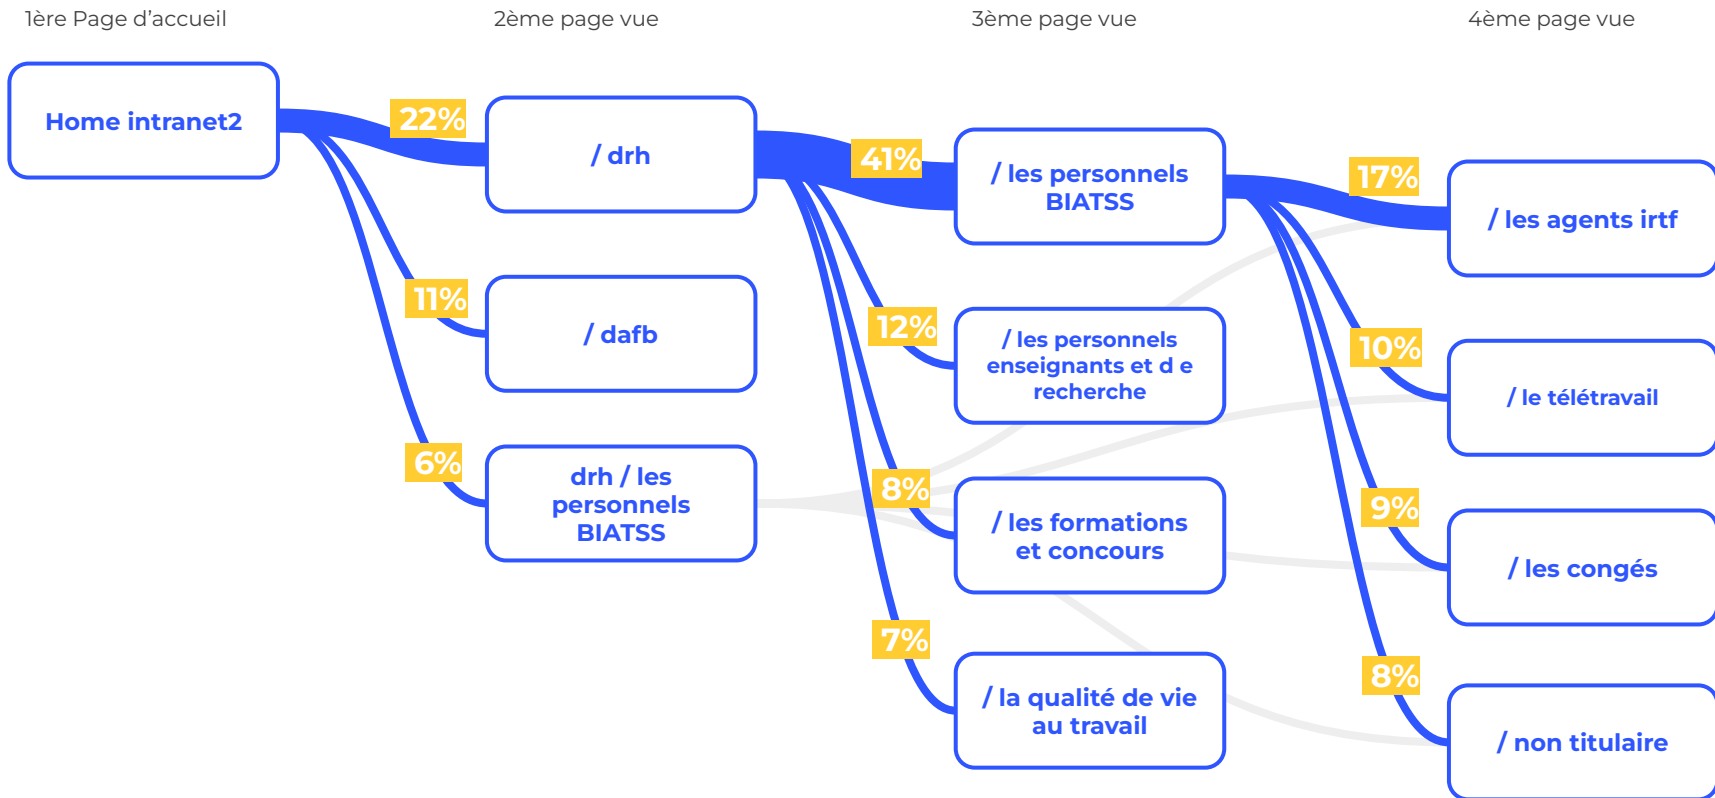 1ère Page d’accueil
2ème page vue
3ème page vue
4ème page vue
Home intranet2
22%
11%
6%
/ drh
/ dafb
drh / les
personnels
BIATSS
41%
12%
8%
7%
/ les personnels
BIATSS
/ les personnels
enseignants et d e
recherche
/ les formations
et concours
/ la qualité de vie
au travail
17%
10%
9%
8%
/ les agents irtf
/ le télétravail
/ les congés
/ non titulaire